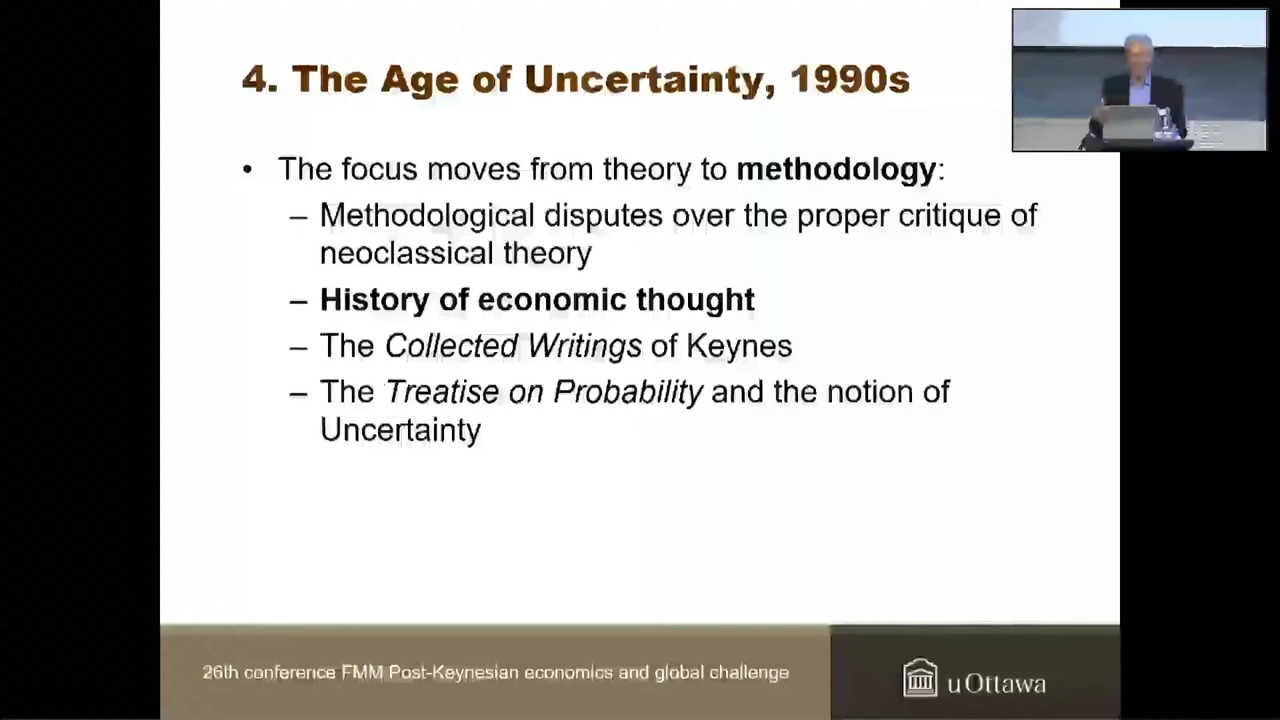 4. The Age of Uncertainty, 1990s
• The focus moves from theory to methodology:
– Methodological disputes over the proper critique of
neoclassical theory
– History of economic thought
– The Collected Writings of Keynes
– The Treatise on Probability and the notion of
Uncertainty
26th conference FMM Post-Keynesian economics and global challenge
uOttawa